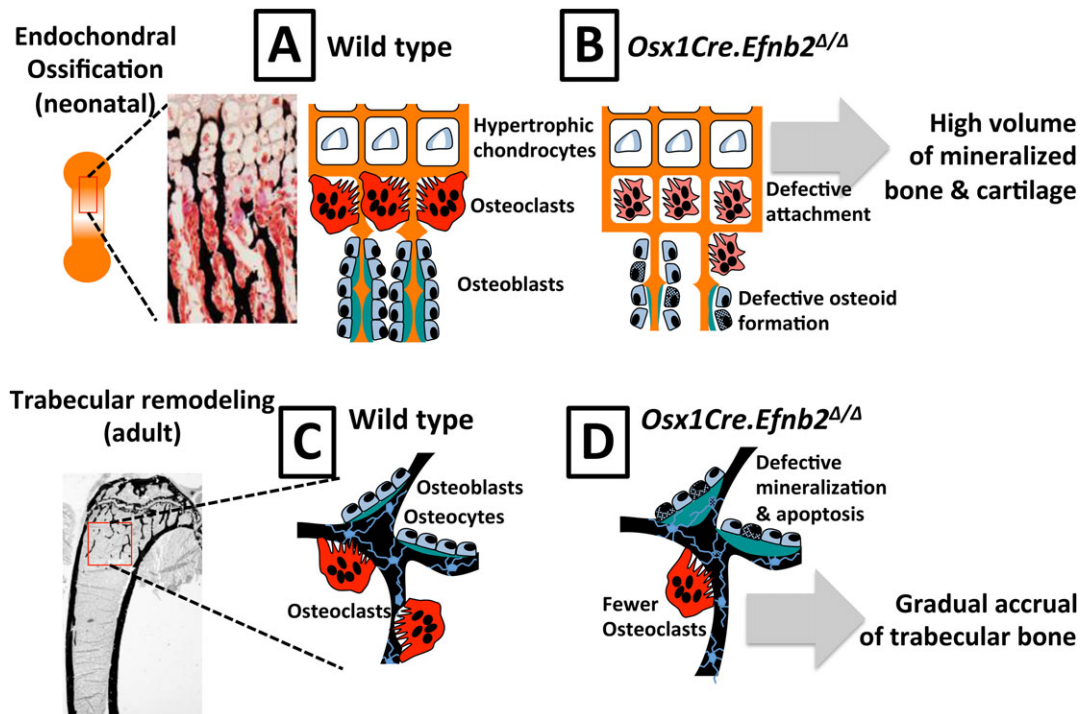 Endochondral
Ossification
(neonatal)
A Wild type
B Osx1Cre.Efnb2Δ/Δ
Hypertrophic
chondrocytes
Osteoclasts
Osteoblasts
Defective
attachment
Defective osteoid
formation
High volume
of mineralized
bone & cartilage
Trabecular remodeling
(adult)
C Wild type
D Osx1Cre.Efnb2Δ/Δ
Osteoblasts
Osteocytes
Osteoclasts
Defective
mineralization
& apoptosis
Fewer
Osteoclasts
Gradual accrual
of trabecular bone